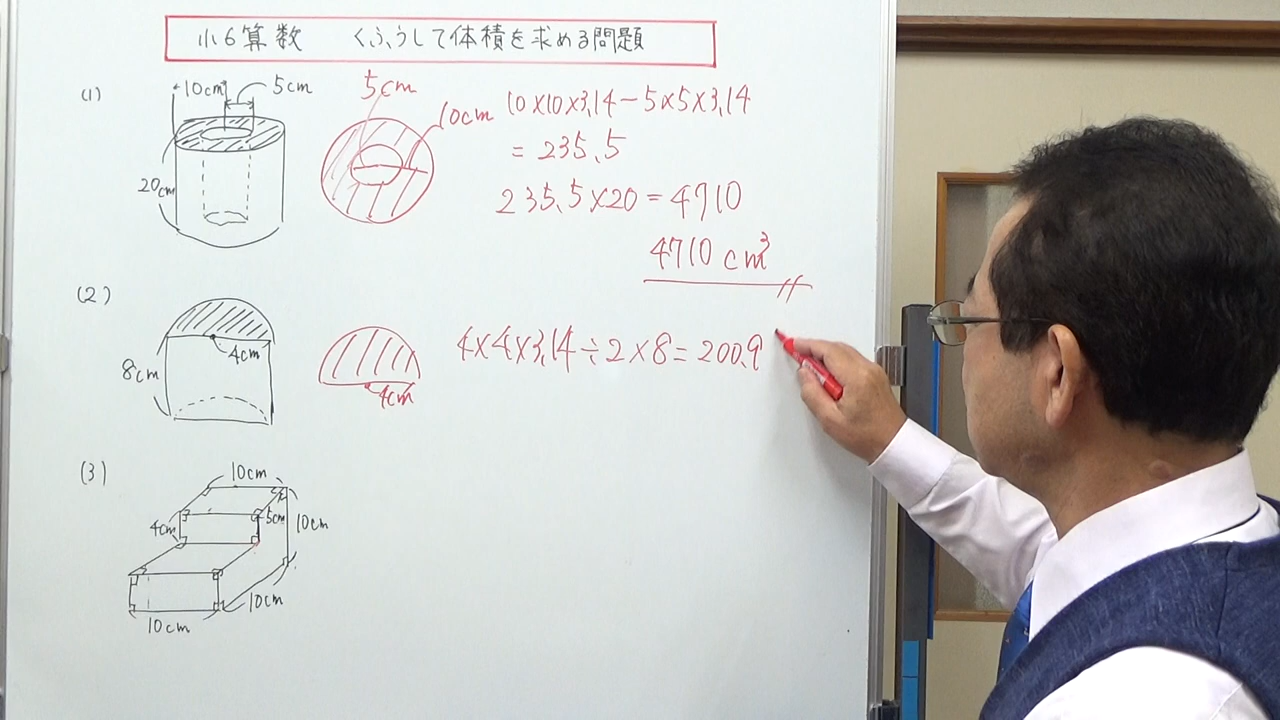 小6算数　くふうして体積を求める問題
(1)
10cm
5cm
20cm
5cm
10cm
10×10×3.14−5×5×3.14
=235.5
235.5×20=4710
4710cm³
(2)
4cm
8cm
4cm
4×4×3.14÷2×8=200.9
(3)
10cm
4cm
5cm
10cm
10cm
10cm